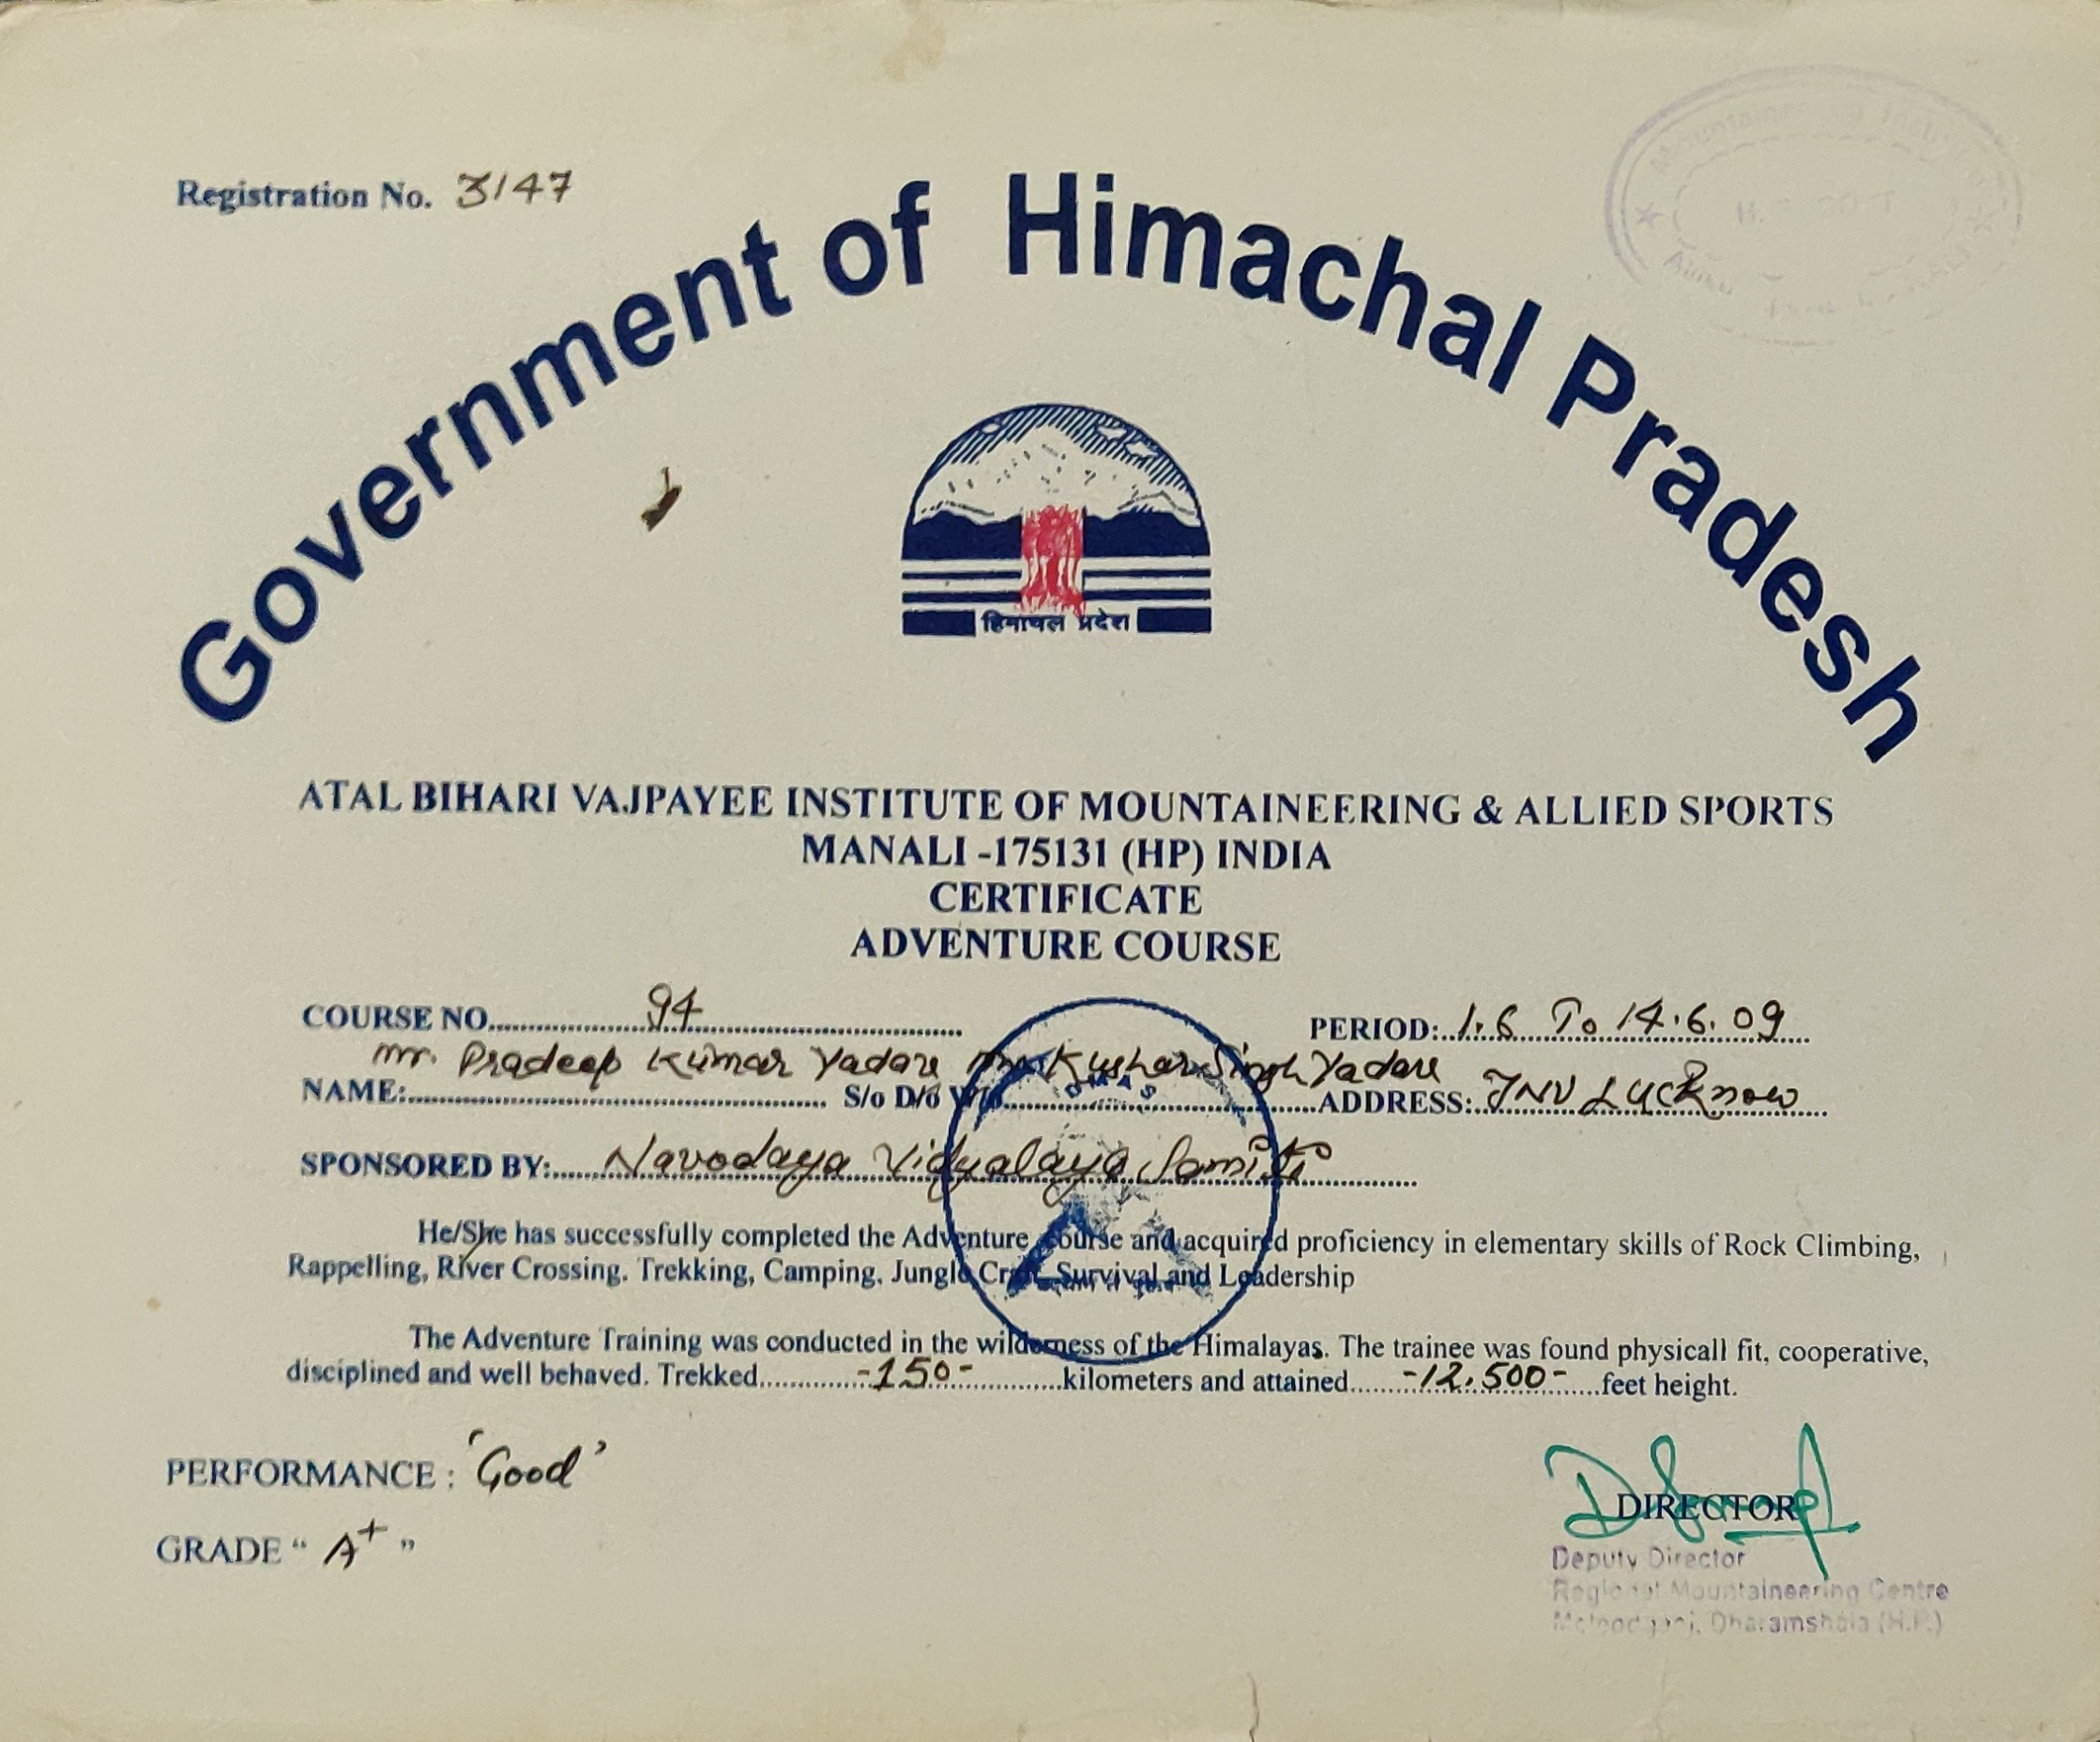 Registration No. 3147
Government of Himachal Pradesh
हिमाचल प्रदेश
ATAL BIHARI VAJPAYEE INSTITUTE OF MOUNTAINEERING & ALLIED SPORTS
MANALI -175131 (HP) INDIA
CERTIFICATE
ADVENTURE COURSE
COURSE NO. 94 PERIOD: 1.6 To 14.6.09
NAME: Mr. Pradeep Kumar Yadav S/o D/o W/o Mr. Kushar Singh Yadav ADDRESS: JNV Lucknow
SPONSORED BY: Navodaya Vidyalaya Samiti
He/She has successfully completed the Adventure Course and acquired proficiency in elementary skills of Rock Climbing,
Rappelling, River Crossing. Trekking, Camping, Jungle Craft, Survival and Leadership
The Adventure Training was conducted in the wilderness of the Himalayas. The trainee was found physicall fit, cooperative,
disciplined and well behaved. Trekked -150- kilometers and attained -12,500- feet height.
PERFORMANCE : 'Good'
GRADE " A+ "
DIRECTOR
Deputy Director
Regional Mountaineering Centre
Mcleodganj, Dharamshala (H.P.)